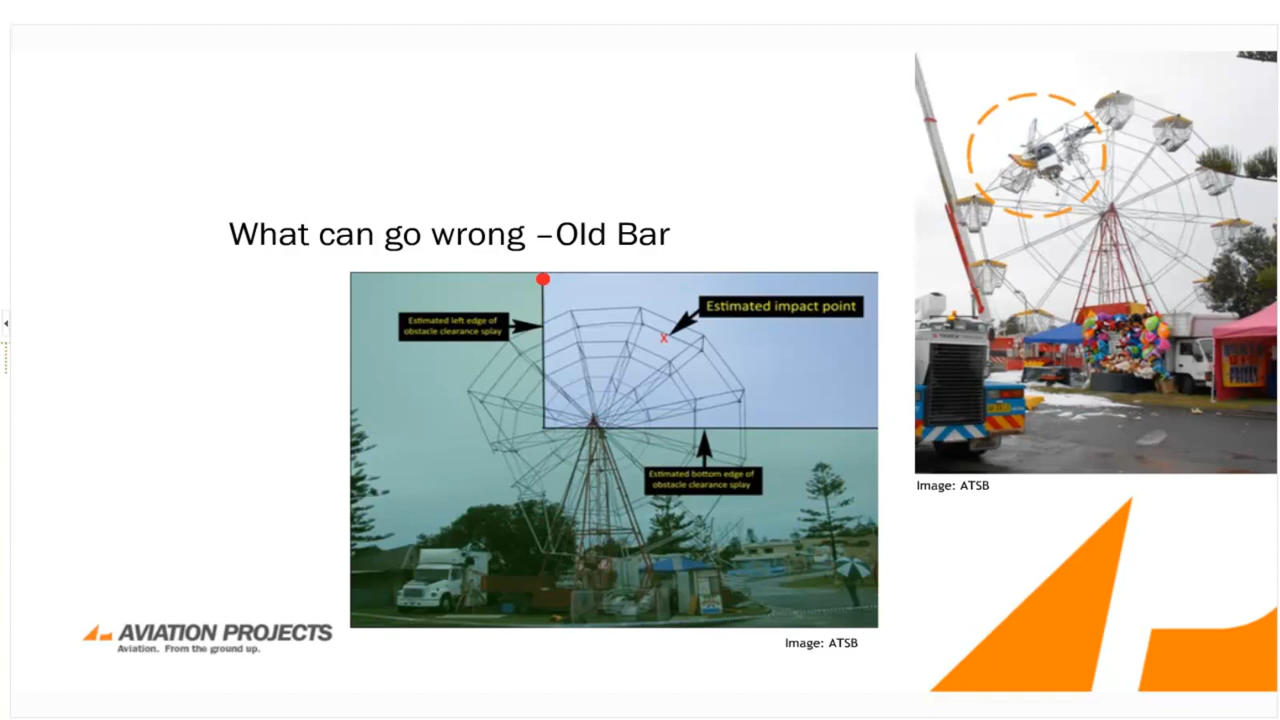 What can go wrong –Old Bar
Estimated left edge of
obstacle clearance splay
Estimated impact point
X
Estimated bottom edge of
obstacle clearance splay
PRIZES
Image: ATSB
Image: ATSB
AVIATION PROJECTS
Aviation. From the ground up.